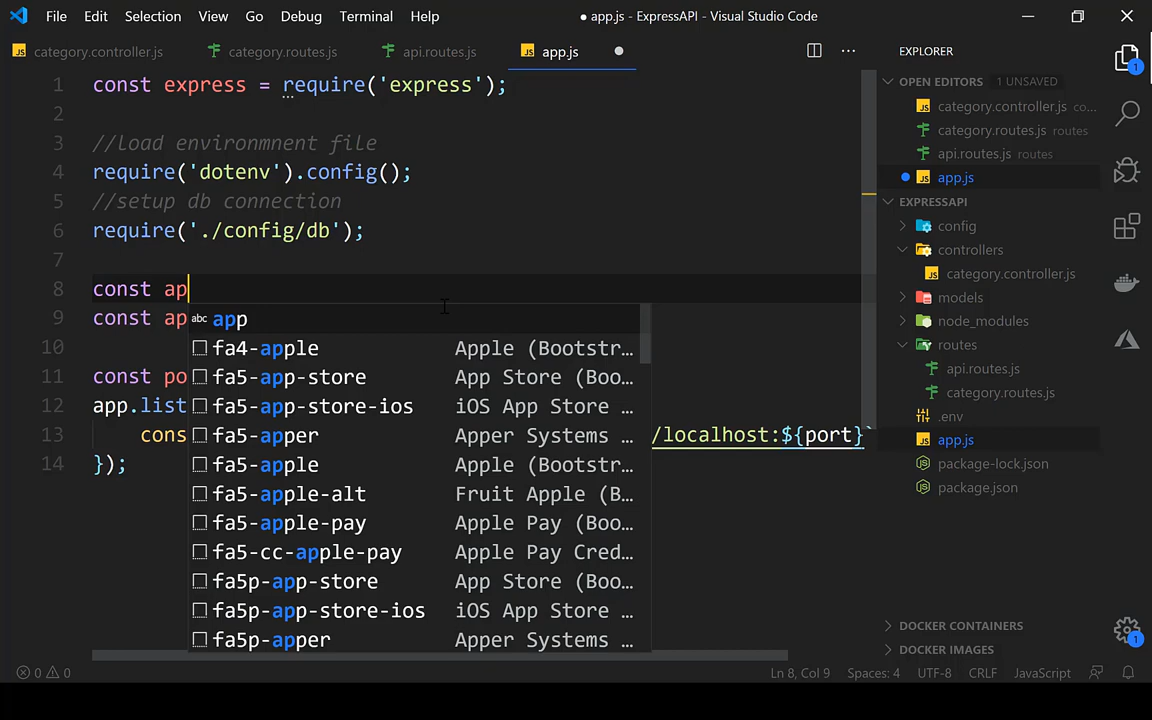 File Edit Selection View Go Debug Terminal Help
● app.js - ExpressAPI - Visual Studio Code
category.controller.js category.routes.js api.routes.js app.js
1 const express = require('express');
2
3 //load environmnent file
4 require('dotenv').config();
5 //setup db connection
6 require('./config/db');
7
8 const ap
9 const ap
10
11 const po
12 app.list
13 cons /localhost:${port}`
14 });
abc app
fa4-apple Apple (Bootstr…
fa5-app-store App Store (Boo…
fa5-app-store-ios iOS App Store …
fa5-apper Apper Systems …
fa5-apple Apple (Bootstr…
fa5-apple-alt Fruit Apple (B…
fa5-apple-pay Apple Pay (Boo…
fa5-cc-apple-pay Apple Pay Cred…
fa5p-app-store App Store (Boo…
fa5p-app-store-ios iOS App Store …
fa5p-apper Apper Systems …
EXPLORER
OPEN EDITORS 1 UNSAVED
JS category.controller.js co...
category.routes.js routes
api.routes.js routes
JS app.js
EXPRESSAPI
config
controllers
JS category.controller.js
models
node_modules
routes
api.routes.js
category.routes.js
.env
JS app.js
package-lock.json
package.json
DOCKER CONTAINERS
DOCKER IMAGES
1
1
0 0 Ln 8, Col 9 Spaces: 4 UTF-8 CRLF JavaScript